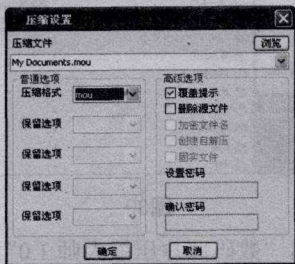 压缩设置
压缩文件
浏览
My Documents.mou
普通选项
压缩格式
mou
保留选项
保留选项
保留选项
保留选项
高级选项
覆盖提示
删除源文件
加密文件名
创建自解压
固实文件
设置密码
确认密码
确定
取消